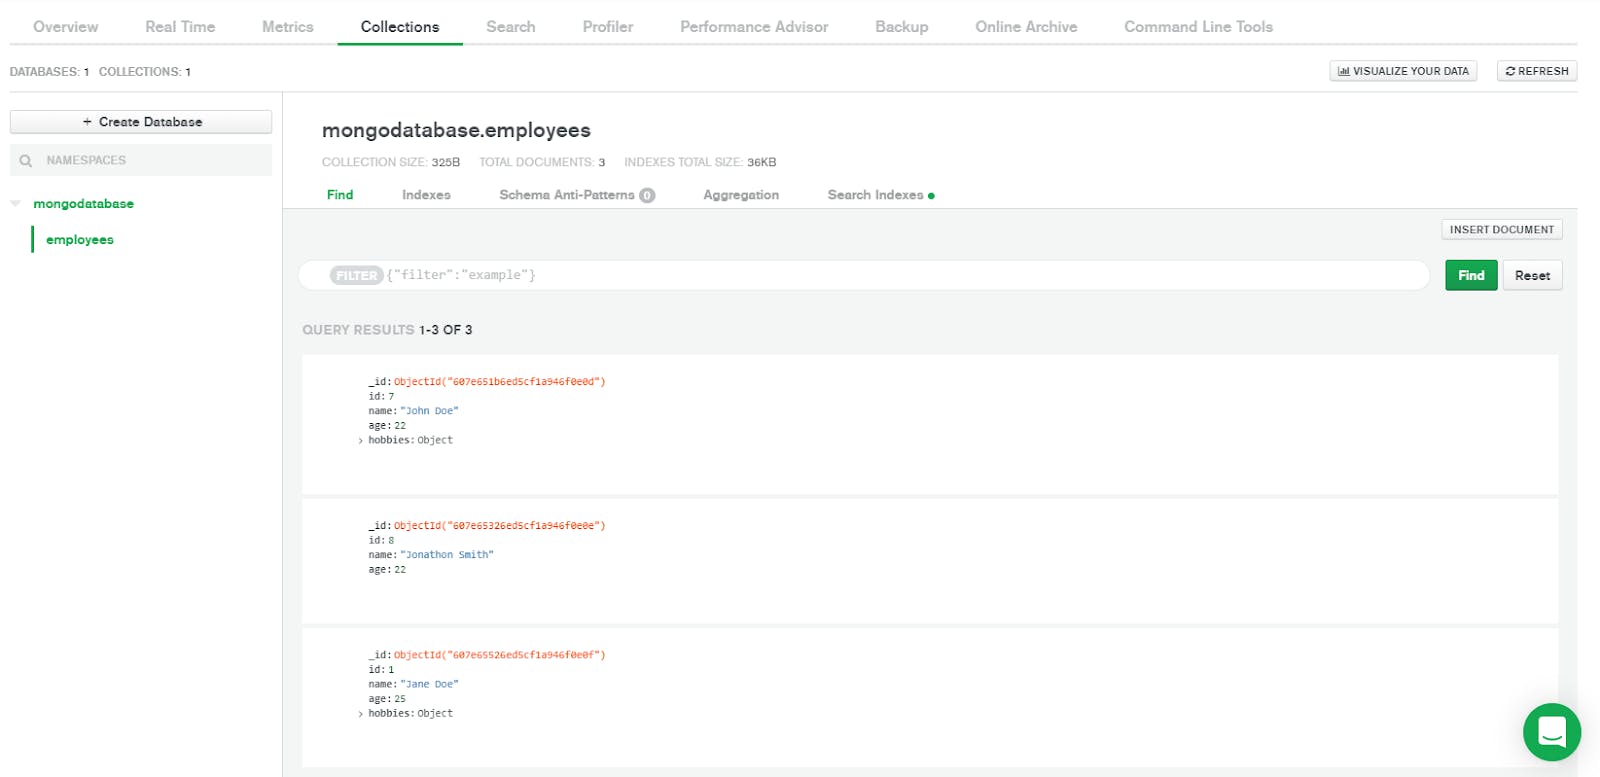 Overview Real Time Metrics Collections Search Profiler Performance Advisor Backup Online Archive Command Line Tools
DATABASES: 1 COLLECTIONS: 1
VISUALIZE YOUR DATA REFRESH
+ Create Database
NAMESPACES
mongodatabase
employees
mongodatabase.employees
COLLECTION SIZE: 325B TOTAL DOCUMENTS: 3 INDEXES TOTAL SIZE: 36KB
Find Indexes Schema Anti-Patterns 0 Aggregation Search Indexes
INSERT DOCUMENT
FILTER {"filter":"example"} Find Reset
QUERY RESULTS 1-3 OF 3
_id: ObjectId("607e651b6ed5cf1a946f0e0d")
id: 7
name: "John Doe"
age: 22
> hobbies: Object
_id: ObjectId("607e65326ed5cf1a946f0e0e")
id: 8
name: "Jonathon Smith"
age: 22
_id: ObjectId("607e65526ed5cf1a946f0e0f")
id: 1
name: "Jane Doe"
age: 25
> hobbies: Object